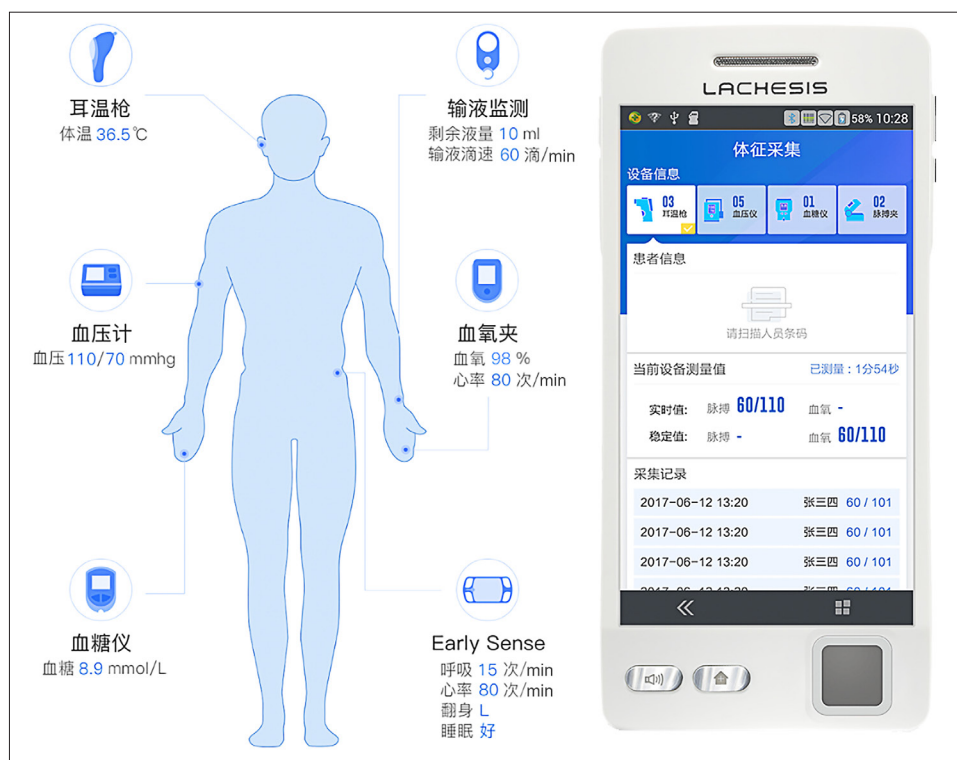 耳温枪
体温 36.5℃
输液监测
剩余液量 10 ml
输液滴速 60 滴/min
血压计
血压110/70 mmhg
血氧夹
血氧 98 %
心率 80 次/min
血糖仪
血糖 8.9 mmol/L
Early Sense
呼吸 15 次/min
心率 80 次/min
翻身 L
睡眠 好
LACHESIS
58% 10:28
体征采集
设备信息
03 耳温枪
05 血压仪
01 血糖仪
02 脉搏夹
患者信息
请扫描人员条码
当前设备测量值 已测量：1分54秒
实时值: 脉搏 60/110 血氧 -
稳定值: 脉搏 - 血氧 60/110
采集记录
2017-06-12 13:20 张三四 60 / 101
2017-06-12 13:20 张三四 60 / 101
2017-06-12 13:20 张三四 60 / 101